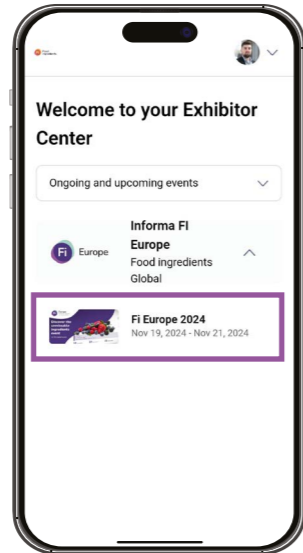 Welcome to your Exhibitor
Center
Ongoing and upcoming events
Fi Europe
Informa FI
Europe
Food ingredients
Global
Fi Europe 2024
Nov 19, 2024 - Nov 21, 2024